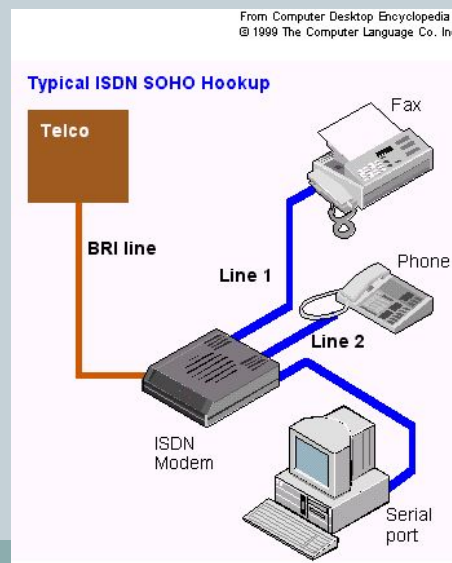 From Computer Desktop Encyclopedia
© 1999 The Computer Language Co. Inc
Typical ISDN SOHO Hookup
Telco
Fax
BRI line
Line 1
Phone
Line 2
ISDN
Modem
Serial
port